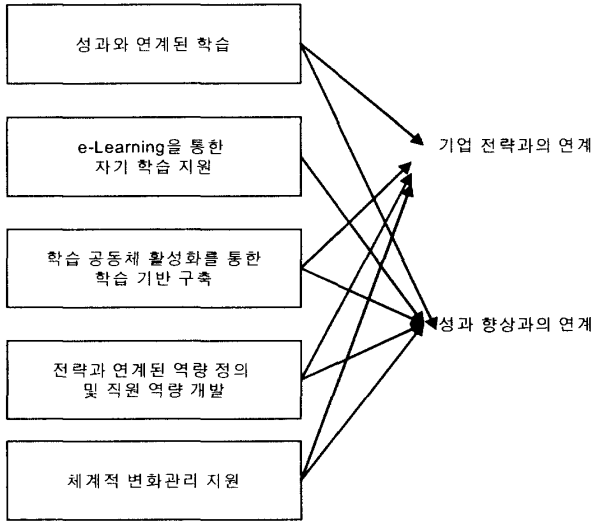 성과와 연계된 학습
e-Learning을 통한
자기 학습 지원
학습 공동체 활성화를 통한
학습 기반 구축
전략과 연계된 역량 정의
및 직원 역량 개발
체계적 변화관리 지원
기업 전략과의 연계
성과 향상과의 연계